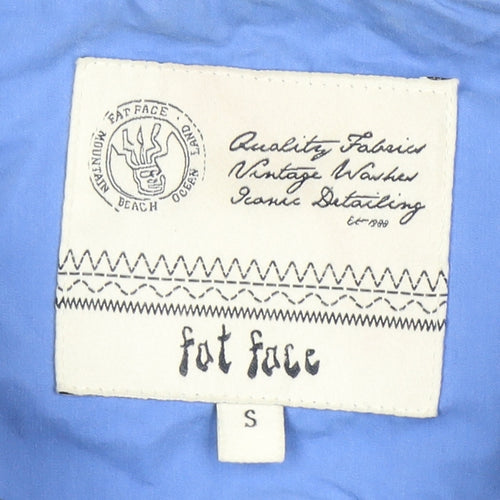 FAT FACE · LAND · OCEAN BEACH MOUNTAIN
Quality Fabrics
Vintage Washes
Iconic Detailing
Est 1988
fat face
S